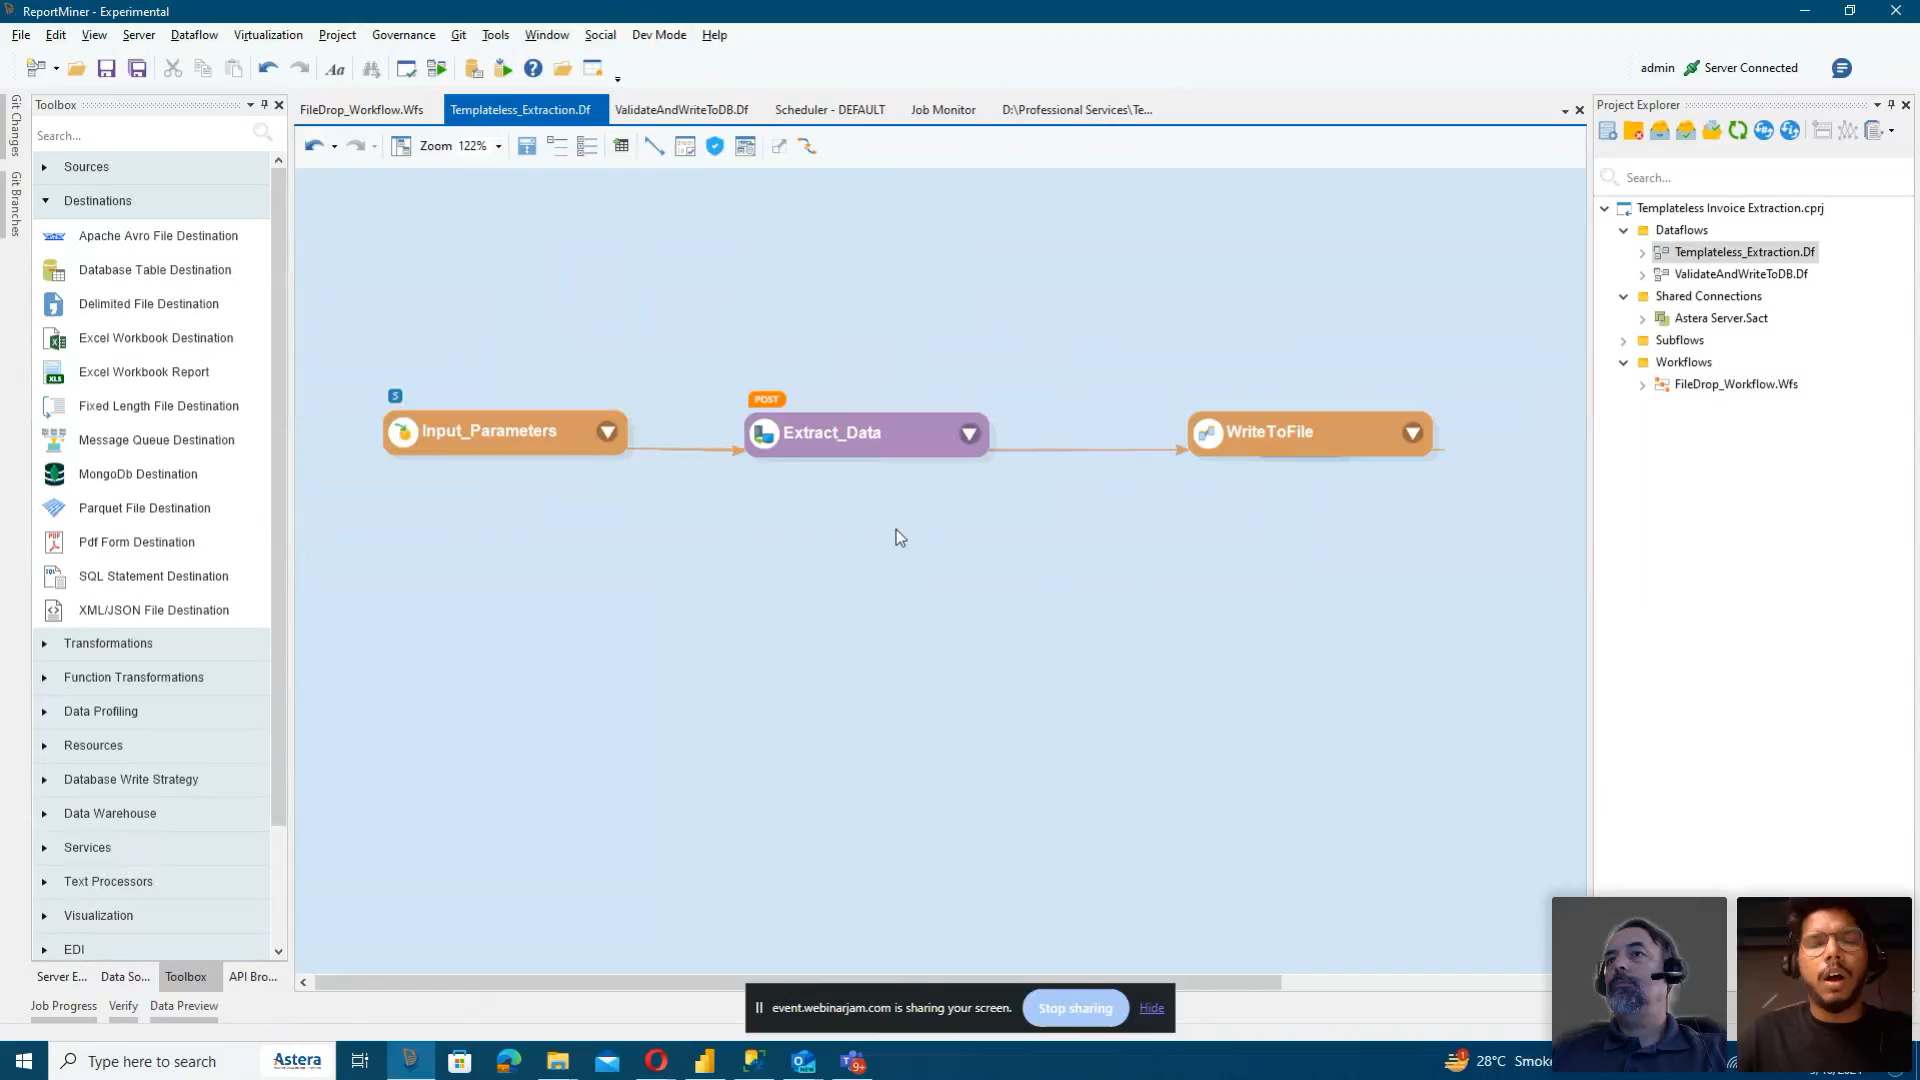 ReportMiner - Experimental
File Edit View Server Dataflow Virtualization Project Governance Git Tools Window Social Dev Mode Help
Aa
admin Server Connected
Git Changes
Git Branches
Toolbox
Search...
Sources
Destinations
Apache Avro File Destination
Database Table Destination
Delimited File Destination
Excel Workbook Destination
Excel Workbook Report
Fixed Length File Destination
Message Queue Destination
MongoDb Destination
Parquet File Destination
Pdf Form Destination
SQL Statement Destination
XML/JSON File Destination
Transformations
Function Transformations
Data Profiling
Resources
Database Write Strategy
Data Warehouse
Services
Text Processors
Visualization
EDI
Server E... Data So... Toolbox API Bro...
Job Progress Verify Data Preview
FileDrop_Workflow.Wfs Templateless_Extraction.Df ValidateAndWriteToDB.Df Scheduler - DEFAULT Job Monitor D:\Professional Services\Te...
Zoom 122%
S
Input_Parameters
POST
Extract_Data
WriteToFile
Project Explorer
Search...
Templateless Invoice Extraction.cprj
Dataflows
Templateless_Extraction.Df
ValidateAndWriteToDB.Df
Shared Connections
Astera Server.Sact
Subflows
Workflows
FileDrop_Workflow.Wfs
event.webinarjam.com is sharing your screen. Stop sharing Hide
Type here to search Astera
9+
28°C Smoke